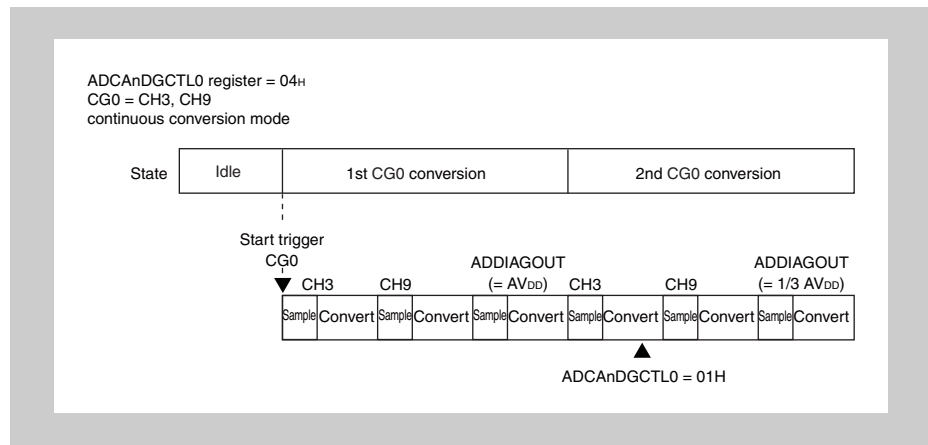 ADCAnDGCTL0 register = 04H
CG0 = CH3, CH9
continuous conversion mode
State
Idle
1st CG0 conversion
2nd CG0 conversion
Start trigger
CG0
CH3
CH9
ADDIAGOUT
(= AVDD)
CH3
CH9
ADDIAGOUT
(= 1/3 AVDD)
Sample Convert Sample Convert Sample Convert Sample Convert Sample Convert Sample Convert
ADCAnDGCTL0 = 01H